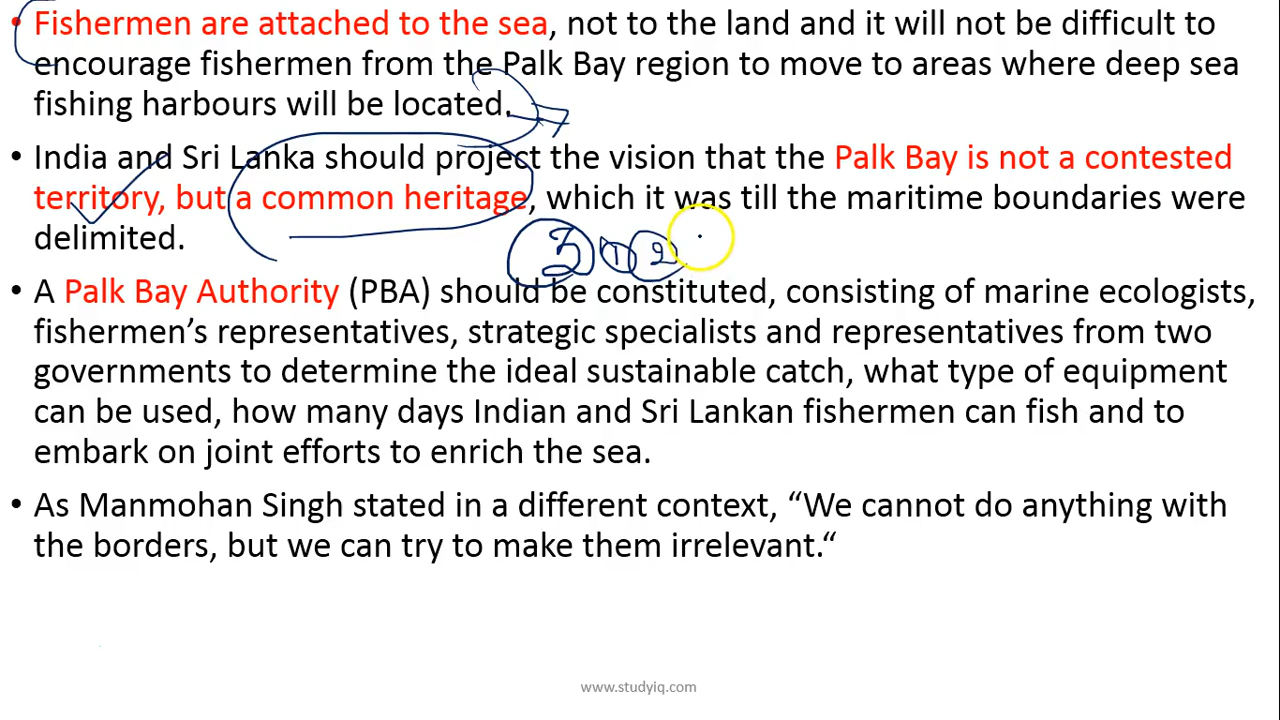 • Fishermen are attached to the sea, not to the land and it will not be difficult to
encourage fishermen from the Palk Bay region to move to areas where deep sea
fishing harbours will be located.
• India and Sri Lanka should project the vision that the Palk Bay is not a contested
territory, but a common heritage, which it was till the maritime boundaries were
delimited.
3 1 2
• A Palk Bay Authority (PBA) should be constituted, consisting of marine ecologists,
fishermen’s representatives, strategic specialists and representatives from two
governments to determine the ideal sustainable catch, what type of equipment
can be used, how many days Indian and Sri Lankan fishermen can fish and to
embark on joint efforts to enrich the sea.
• As Manmohan Singh stated in a different context, “We cannot do anything with
the borders, but we can try to make them irrelevant.“
www.studyiq.com